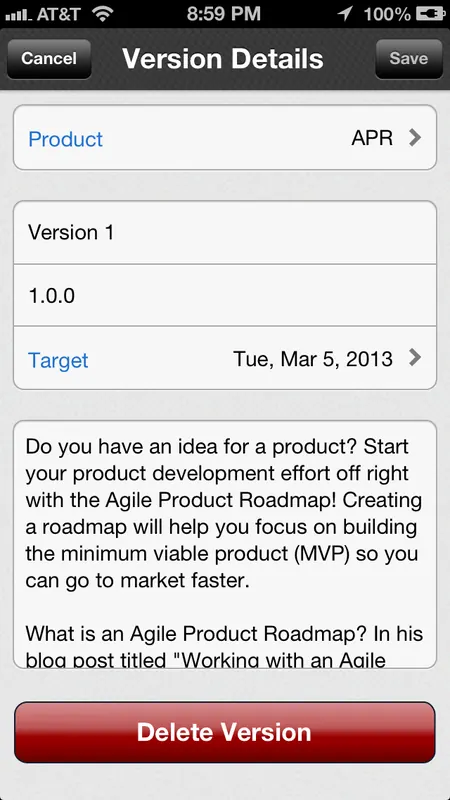 AT&T 8:59 PM 100%
Cancel Version Details Save
Product APR
Version 1
1.0.0
Target Tue, Mar 5, 2013
Do you have an idea for a product? Start
your product development effort off right
with the Agile Product Roadmap! Creating
a roadmap will help you focus on building
the minimum viable product (MVP) so you
can go to market faster.
What is an Agile Product Roadmap? In his
blog post titled "Working with an Agile
Delete Version